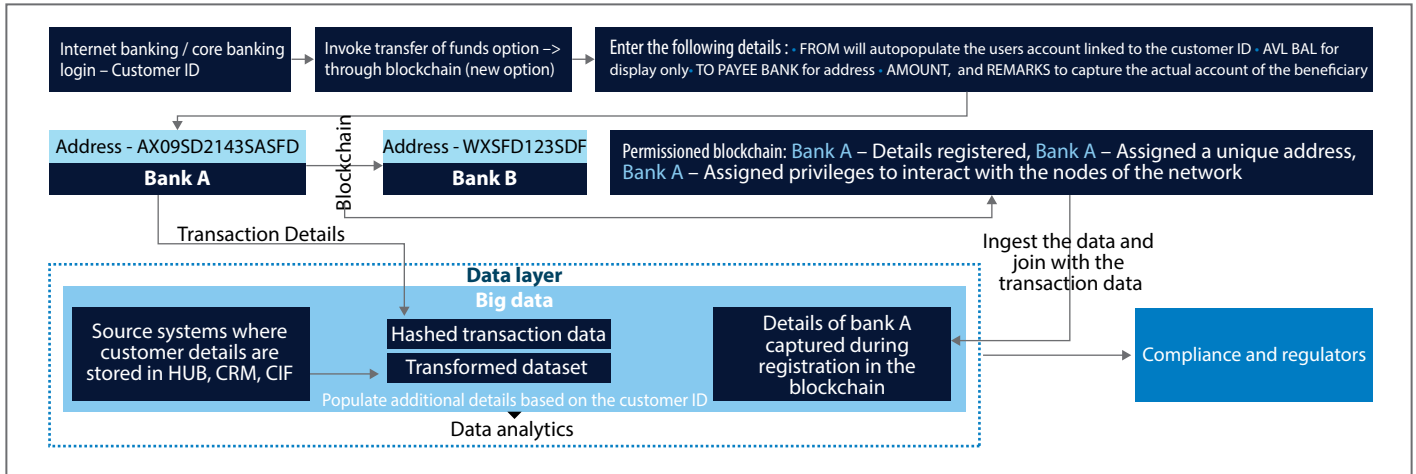 Internet banking / core banking
login – Customer ID
Invoke transfer of funds option –>
through blockchain (new option)
Enter the following details : • FROM will autopopulate the users account linked to the customer ID • AVL BAL for
display only• TO PAYEE BANK for address • AMOUNT, and REMARKS to capture the actual account of the beneficiary
Address - AX09SD2143SASFD
Bank A
Blockchain
Address - WXSFD123SDF
Bank B
Permissioned blockchain: Bank A – Details registered, Bank A – Assigned a unique address,
Bank A – Assigned privileges to interact with the nodes of the network
Transaction Details
Ingest the data and
join with the
transaction data
Data layer
Big data
Source systems where
customer details are
stored in HUB, CRM, CIF
Hashed transaction data
Transformed dataset
Details of bank A
captured during
registration in the
blockchain
Populate additional details based on the customer ID
Data analytics
Compliance and regulators